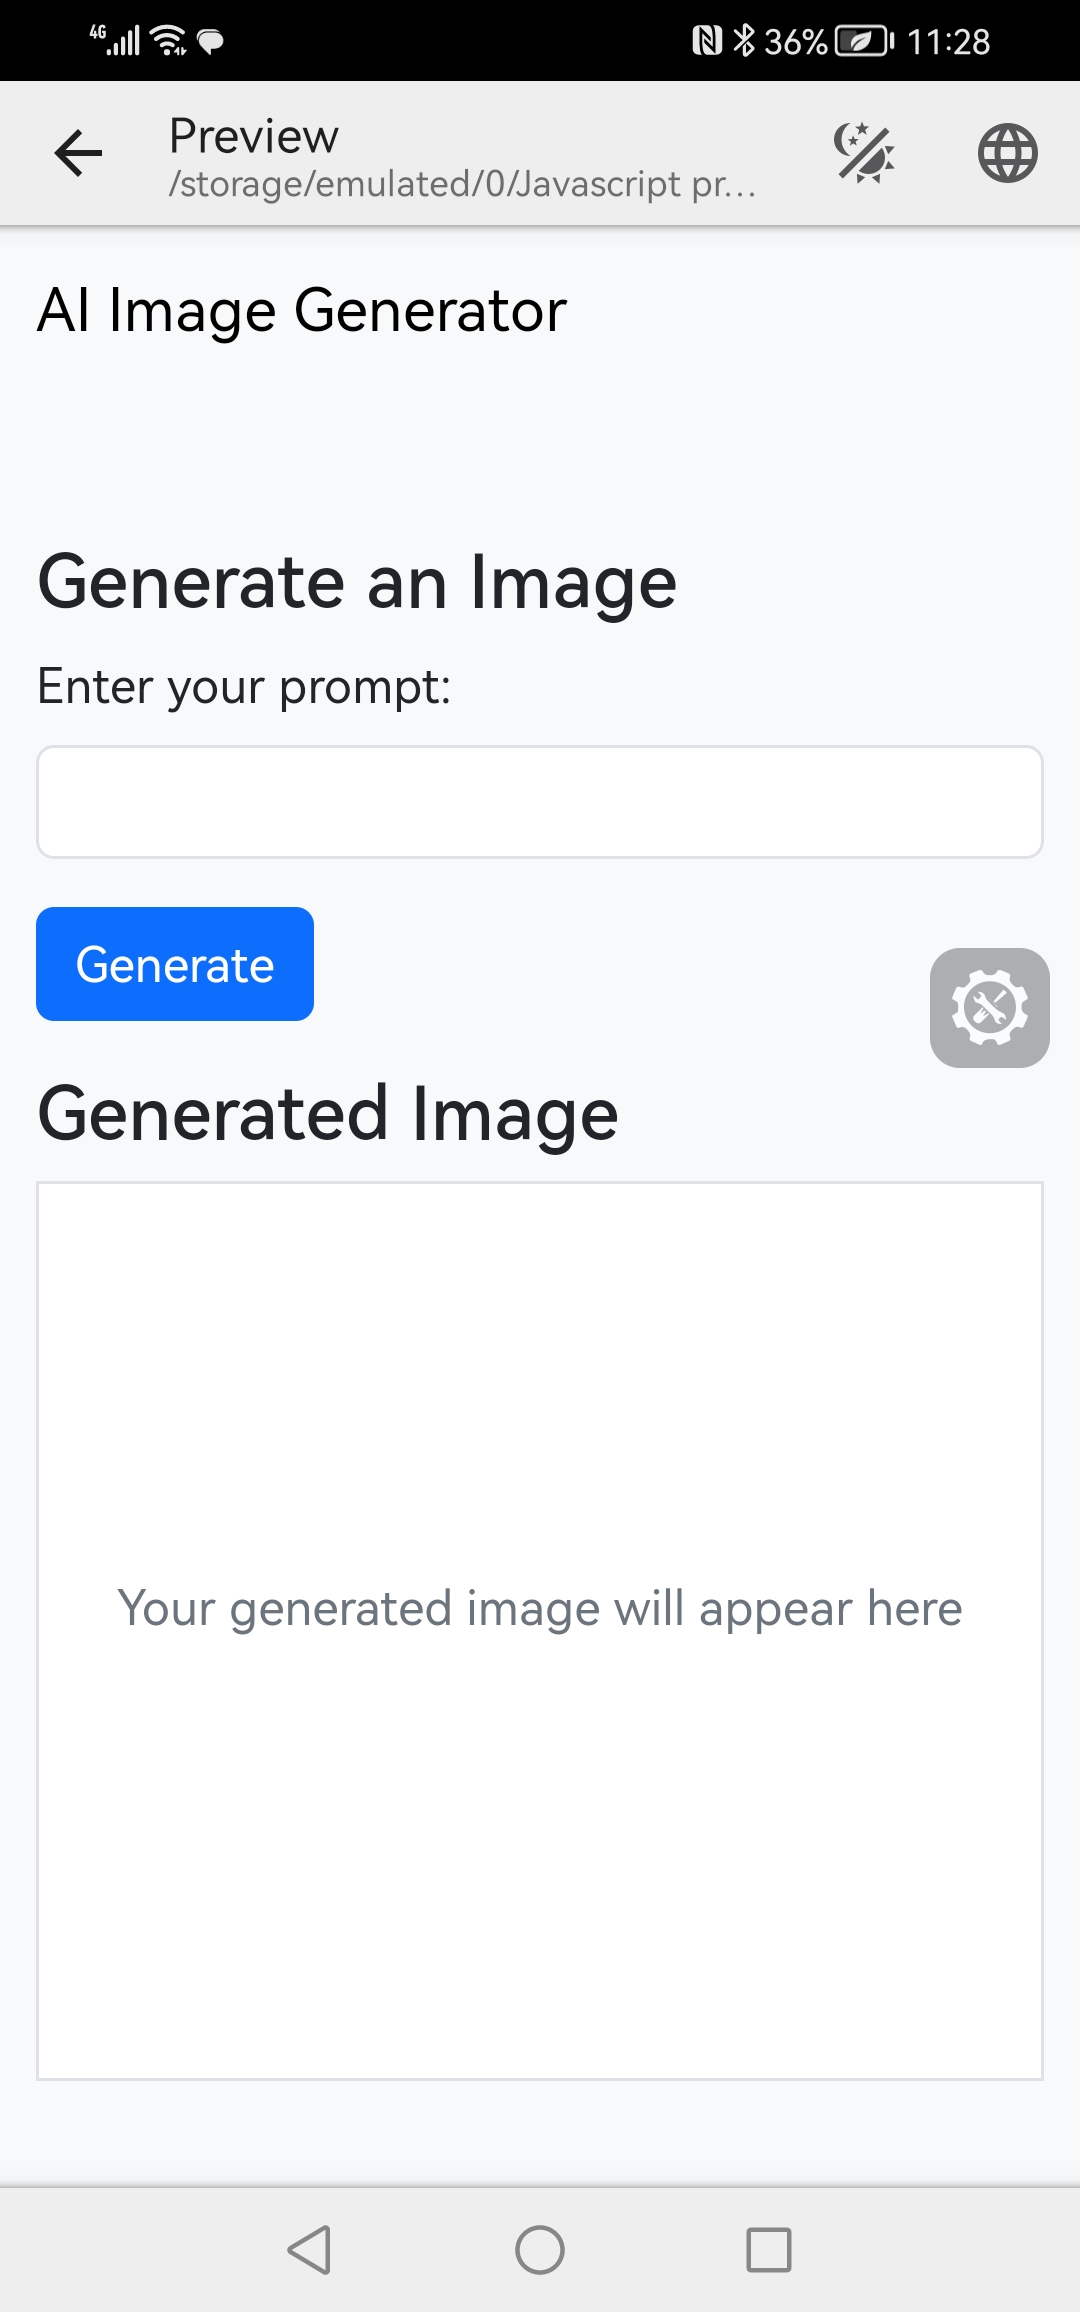 4G 36% 11:28
Preview
/storage/emulated/0/Javascript pr...
AI Image Generator
Generate an Image
Enter your prompt:
Generate
Generated Image
Your generated image will appear here